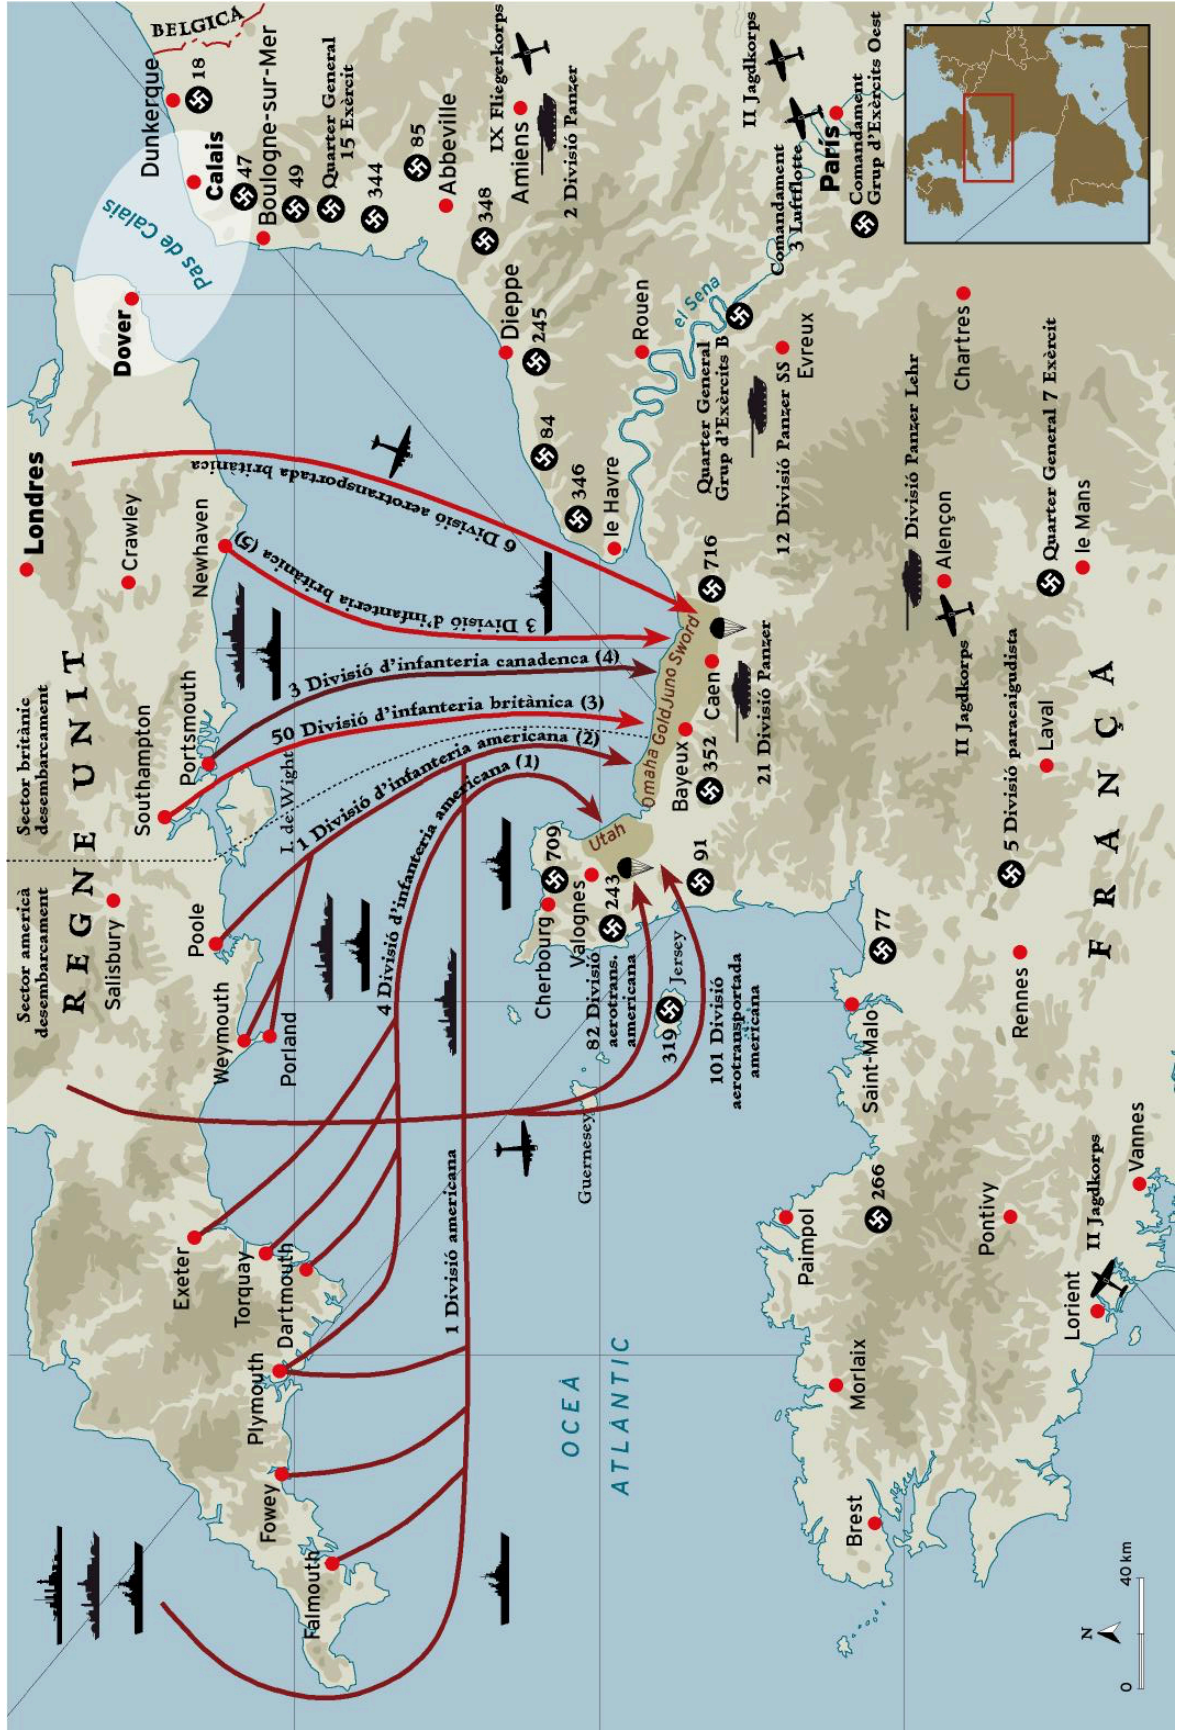 Londres
REGNE UNIT
Sector americà
desembarcament
Sector britànic
desembarcament
Salisbury
Crawley
Southampton
Dunkerque
BELGICA
18
Dover
Exeter
Poole
Portsmouth
Newhaven
Pas de Calais
Calais
47
Torquay
Weymouth
Porland
I. de Wight
Boulogne-sur-Mer
49
Plymouth
Dartmouth
Fowey
Falmouth
Quarter General
15 Exèrcit
344
85
Abbeville
348
6 Divisió aerotransportada britànica
3 Divisió d'infanteria britànica (5)
3 Divisió d'infanteria canadenca (4)
50 Divisió d'infanteria britànica (3)
1 Divisió d'infanteria americana (2)
4 Divisió d'infanteria americana (1)
1 Divisió americana
IX Fliegerkorps
Amiens
2 Divisió Panzer
Dieppe
245
84
346
le Havre
Rouen
el Sena
OCEÀ
ATLÀNTIC
Guernesey
Cherbourg
709
Valognes
243
Utah
Omaha
Gold
Juno
Sword
82 Divisió
aerotrans.
americana
319
Jersey
91
Bayeux
352
Caen
716
101 Divisió
aerotransportada
americana
21 Divisió Panzer
Quarter General
Grup d'Exèrcits B
12 Divisió Panzer SS
Evreux
II Jagdkorps
Comandament
3 Luftflotte
París
Comandament
Grup d'Exèrcits Oest
Paimpol
Saint-Malo
77
Morlaix
Brest
266
Divisió Panzer Lehr
Alençon
II Jagdkorps
Chartres
Pontivy
Rennes
5 Divisió paracaigudista
Laval
Quarter General 7 Exèrcit
le Mans
Lorient
II Jagdkorps
Vannes
FRANÇA
N
0
40 km